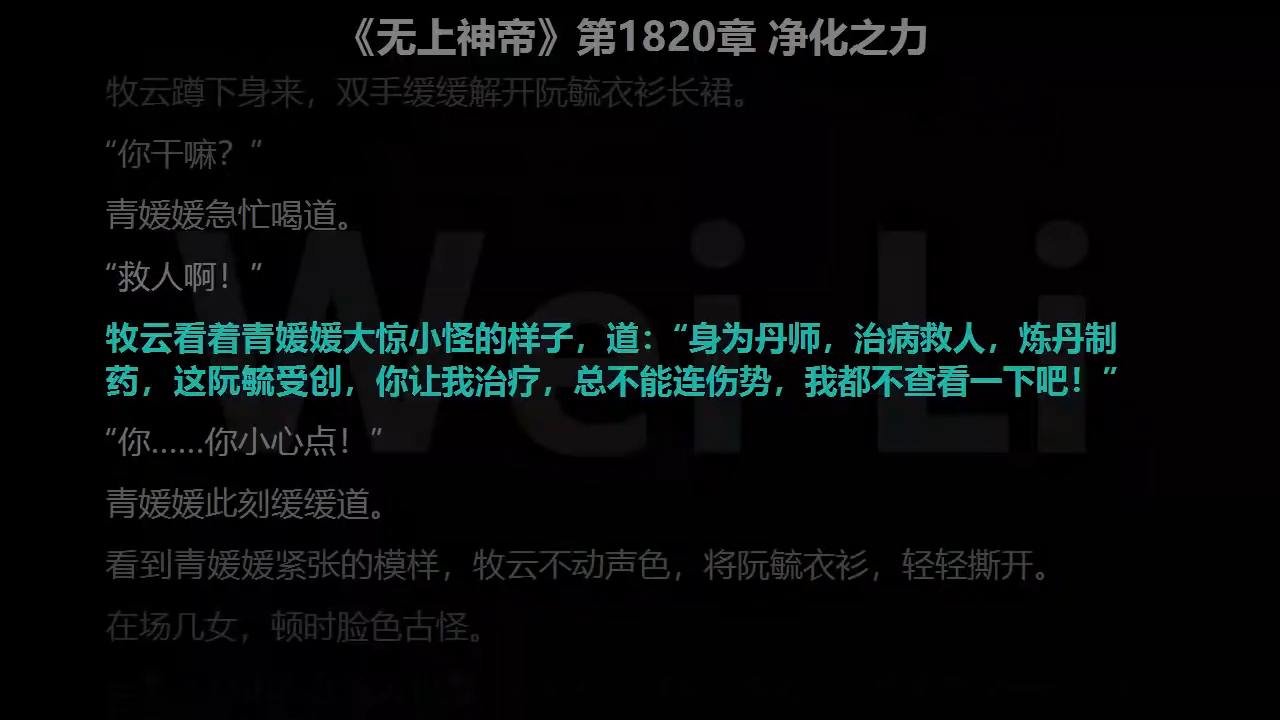 《无上神帝》第1820章 净化之力
牧云蹲下身来，双手缓缓解开阮毓衣衫长裙。
“你干嘛？”
青媛媛急忙喝道。
“救人啊！”
牧云看着青媛媛大惊小怪的样子，道：“身为丹师，治病救人，炼丹制
药，这阮毓受创，你让我治疗，总不能连伤势，我都不查看一下吧！”
“你……你小心点！”
青媛媛此刻缓缓道。
看到青媛媛紧张的模样，牧云不动声色，将阮毓衣衫，轻轻撕开。
在场几女，顿时脸色古怪。
Wei Li